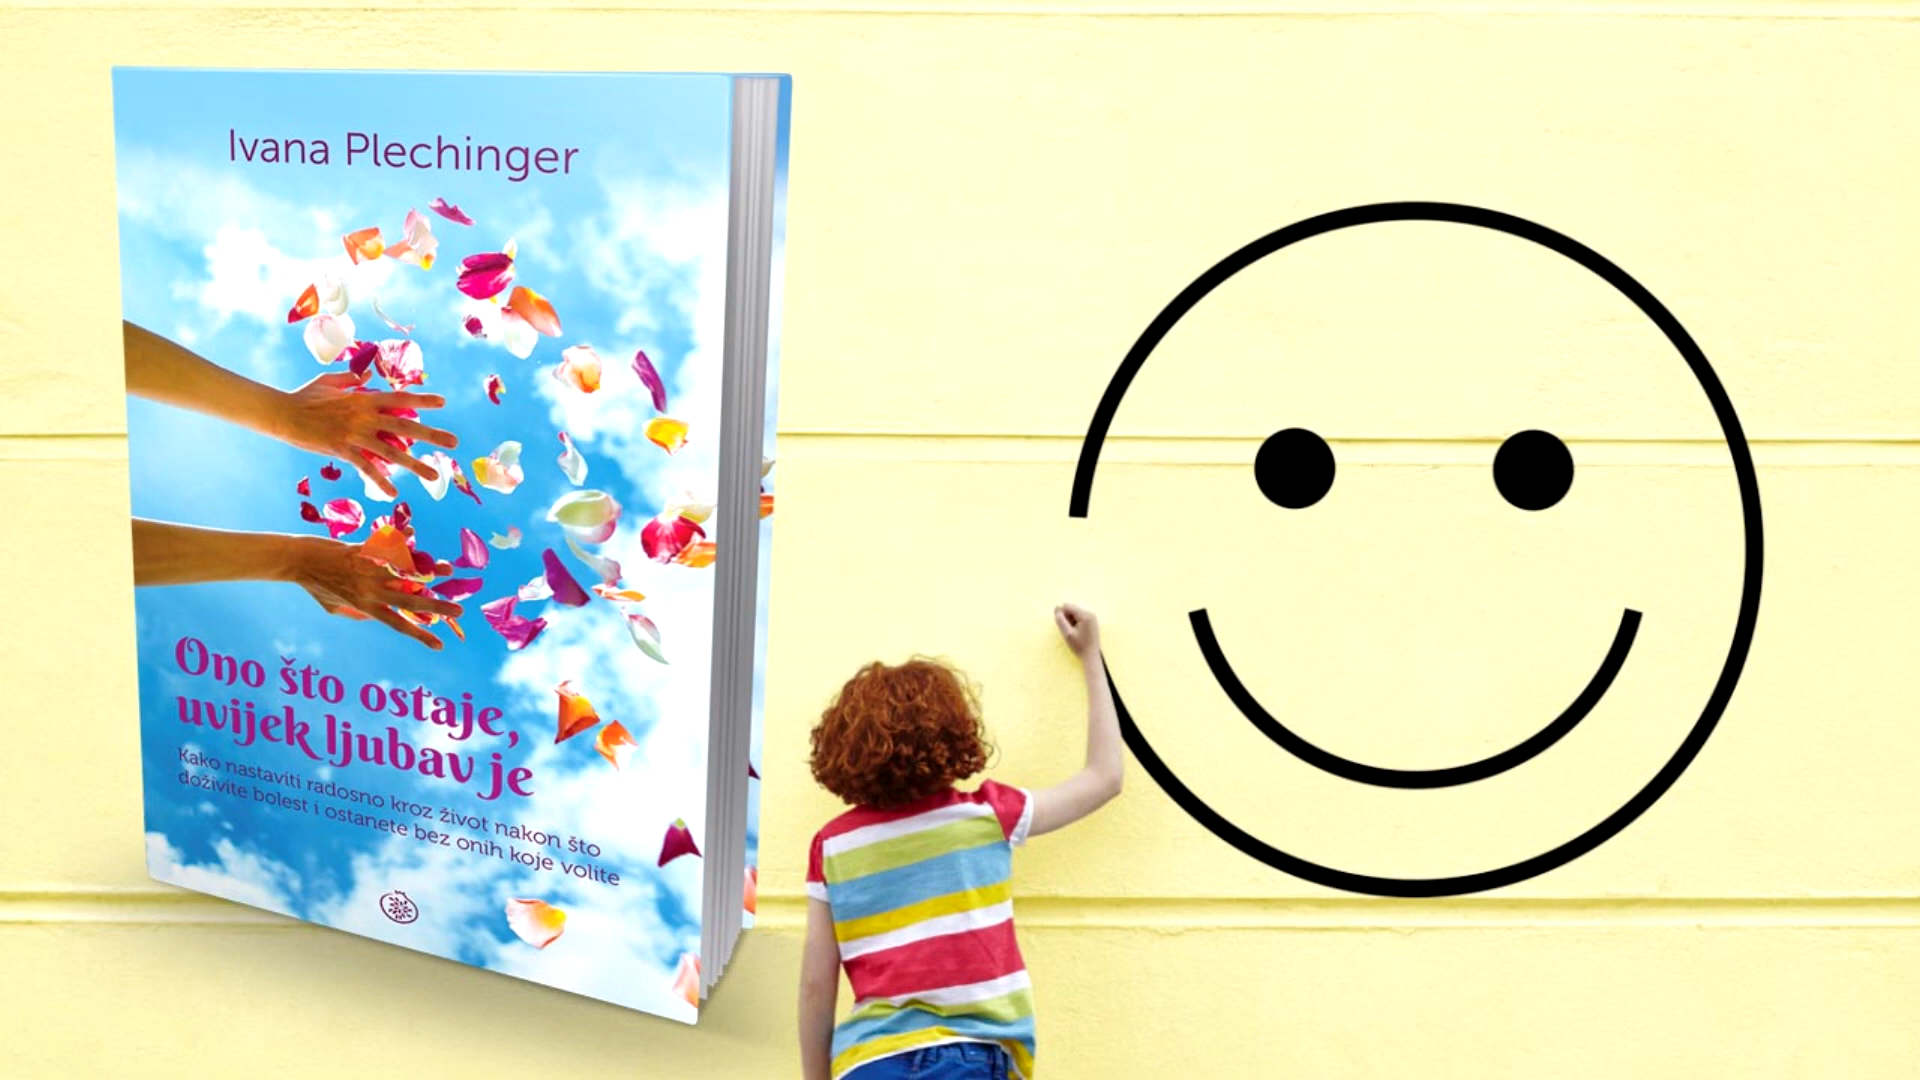 Ivana Plechinger
Ono što ostaje,
uvijek ljubav je
Kako nastaviti radosno kroz život nakon što
doživite bolest i ostanete bez onih koje volite